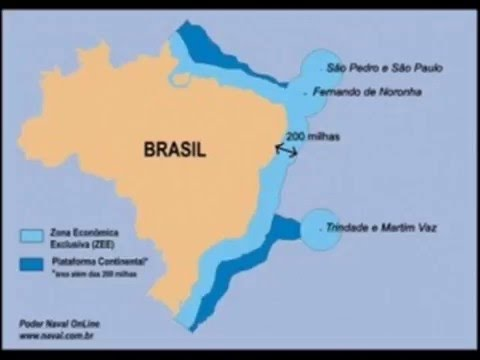 São Pedro e São Paulo
Fernando de Noronha
200 milhas
BRASIL
Trindade e Martim Vaz
Zona Econômica
Exclusiva (ZEE)
Plataforma Continental*
*área além das 200 milhas
Poder Naval OnLine
www.naval.com.br